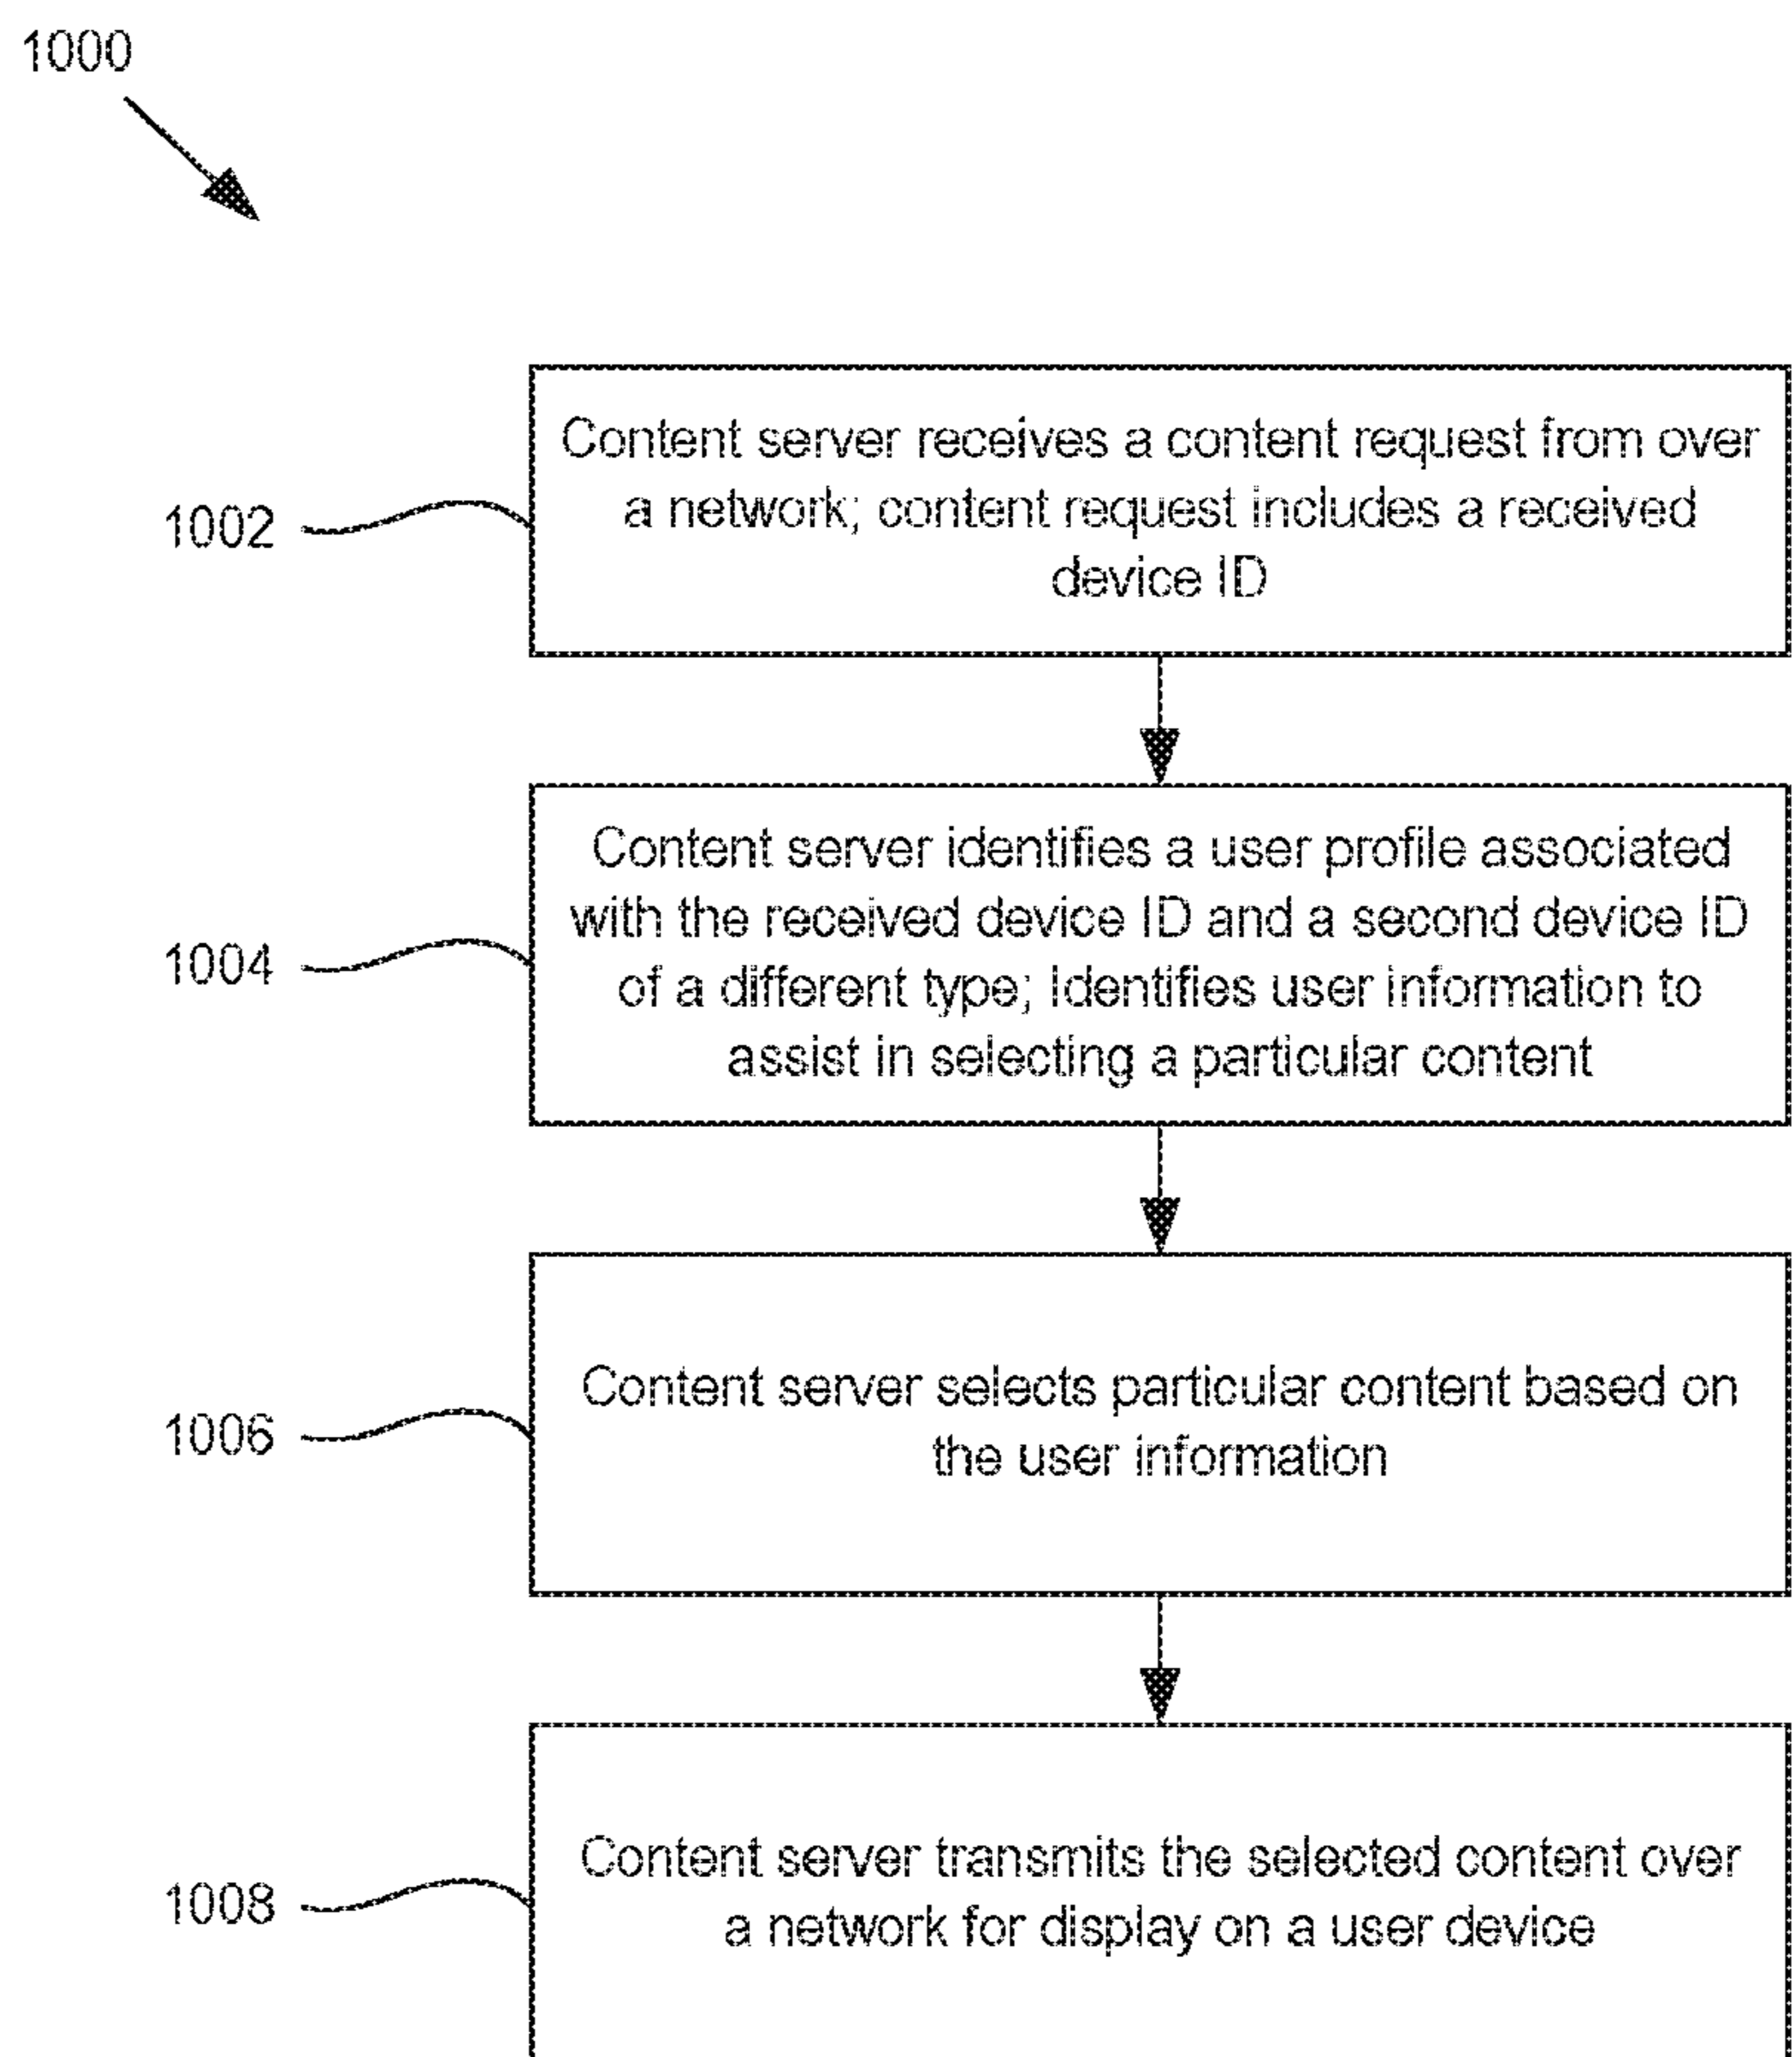 1000
Content server receives a content request from over
a network; content request includes a received
device ID
1002
Content server identifies a user profile associated
with the received device ID and a second device ID
of a different type; Identifies user information to
assist in selecting a particular content
1004
Content server selects particular content based on
the user information
1006
Content server transmits the selected content over
a network for display on a user device
1008